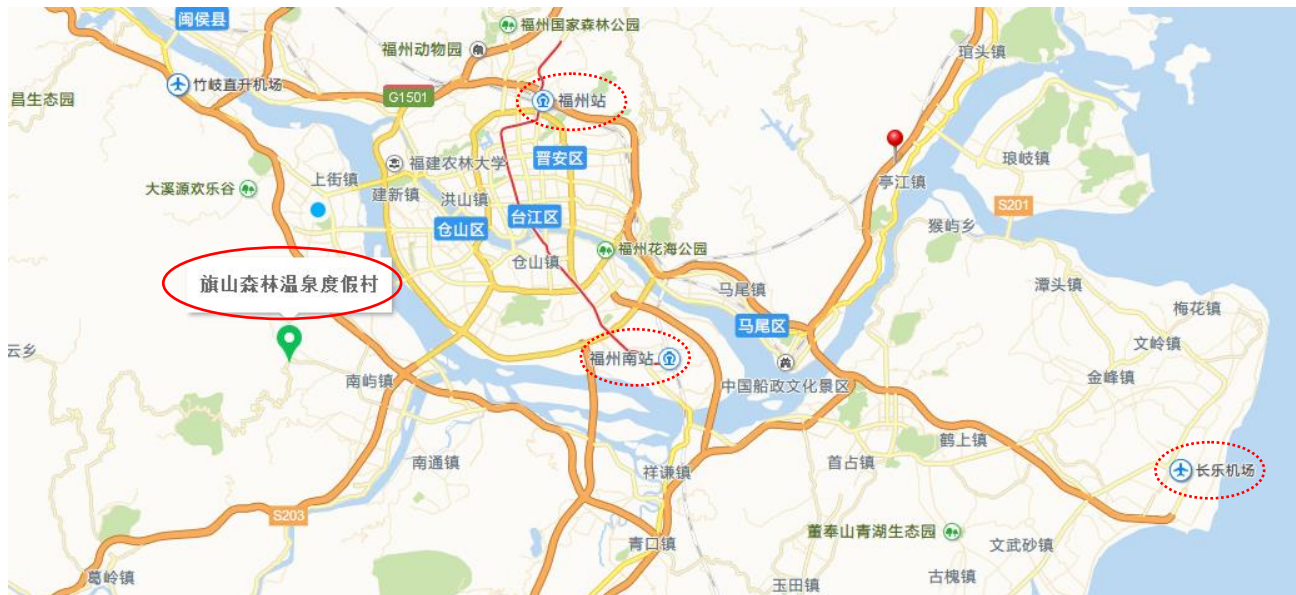 闽侯县
福州国家森林公园
福州动物园
琯头镇
竹岐直升机场
G1501
昌生态园
福州站
福建农林大学
晋安区
琅岐镇
上街镇
亭江镇
大溪源欢乐谷
建新镇
洪山镇
S201
台江区
仓山区
猴屿乡
福州花海公园
仓山镇
旗山森林温泉度假村
马尾镇
潭头镇
梅花镇
马尾区
文岭镇
云乡
福州南站
南屿镇
中国船政文化景区
金峰镇
鹤上镇
南通镇
祥谦镇
首占镇
长乐机场
S203
董奉山青湖生态园
青口镇
文武砂镇
葛岭镇
玉田镇
古槐镇